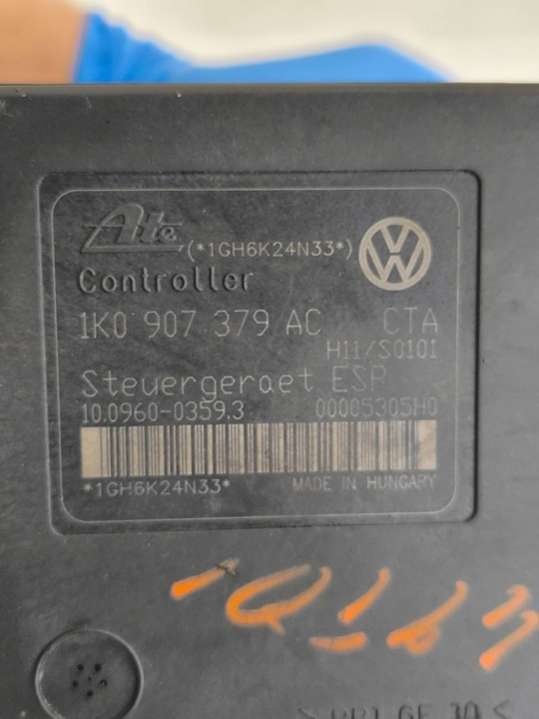 Ate
(*1GH6K24N33*)
VW
Controller
1K0 907 379 AC CTA
H11/S0101
Steuergeraet ESP
10.0960-0359.3 00005305H0
*1GH6K24N33*
MADE IN HUNGARY